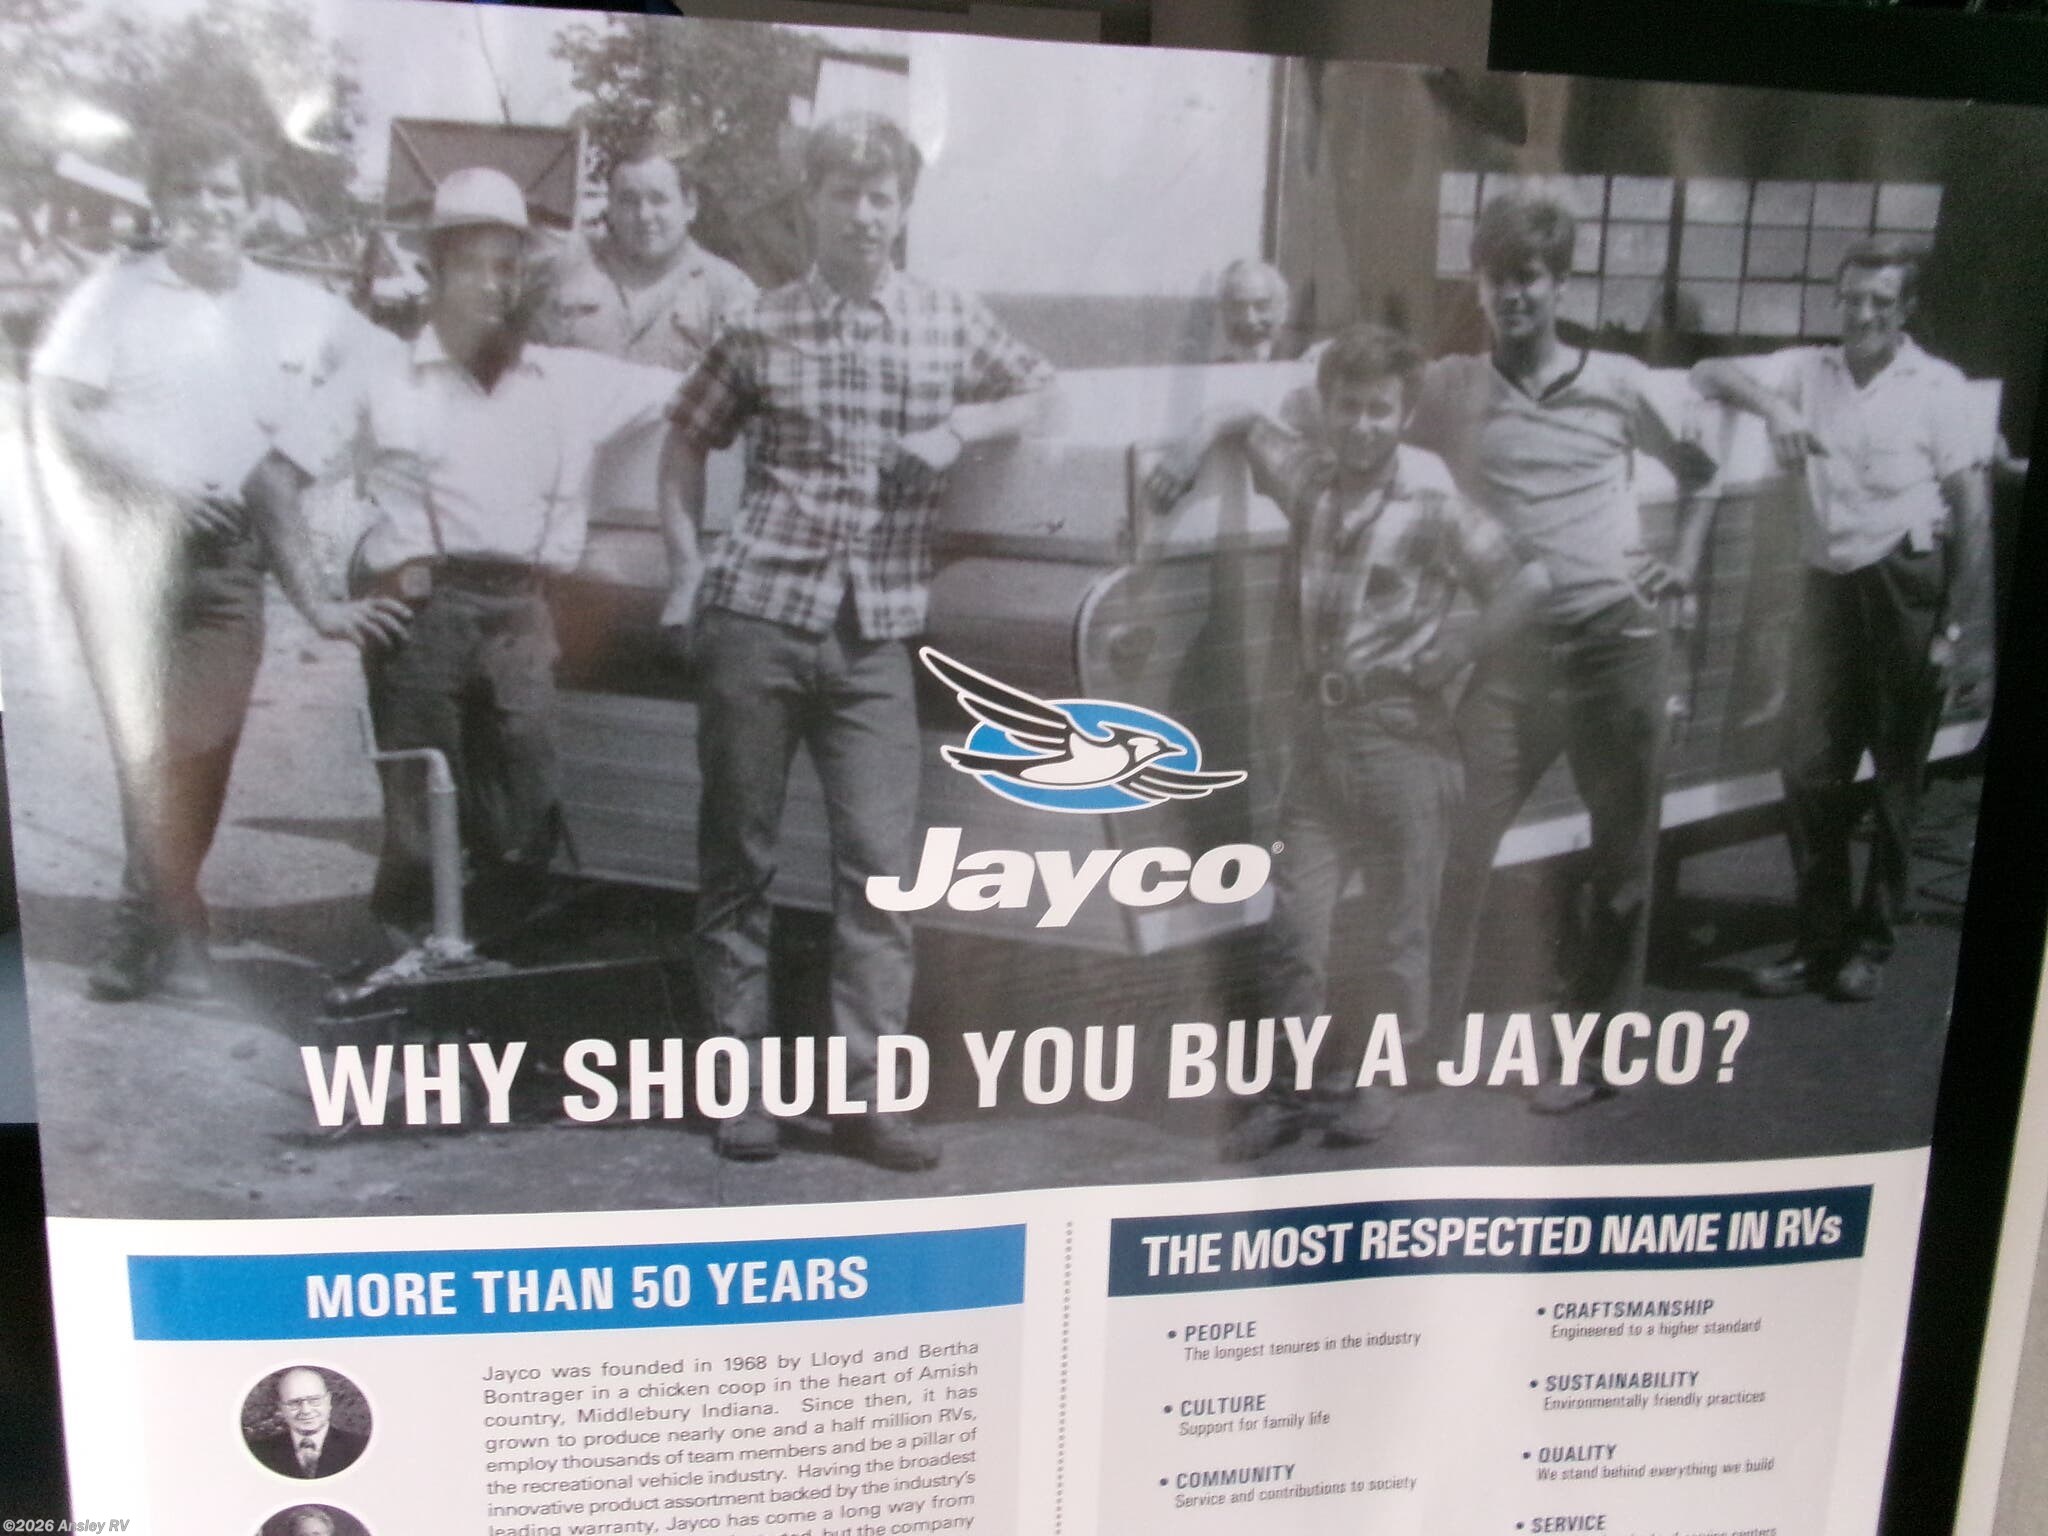 Jayco®
WHY SHOULD YOU BUY A JAYCO?
MORE THAN 50 YEARS
Jayco was founded in 1968 by Lloyd and Bertha
Bontrager in a chicken coop in the heart of Amish
country, Middlebury Indiana. Since then, it has
grown to produce nearly one and a half million RVs,
employ thousands of team members and be a pillar of
the recreational vehicle industry. Having the broadest
innovative product assortment backed by the industry's
leading warranty, Jayco has come a long way from
but the company
THE MOST RESPECTED NAME IN RVs
• PEOPLE
The longest tenures in the industry
• CULTURE
Support for family life
• COMMUNITY
Service and contributions to society
• CRAFTSMANSHIP
Engineered to a higher standard
• SUSTAINABILITY
Environmentally friendly practices
• QUALITY
We stand behind everything we build
• SERVICE
service centers
©2026 Ansley RV